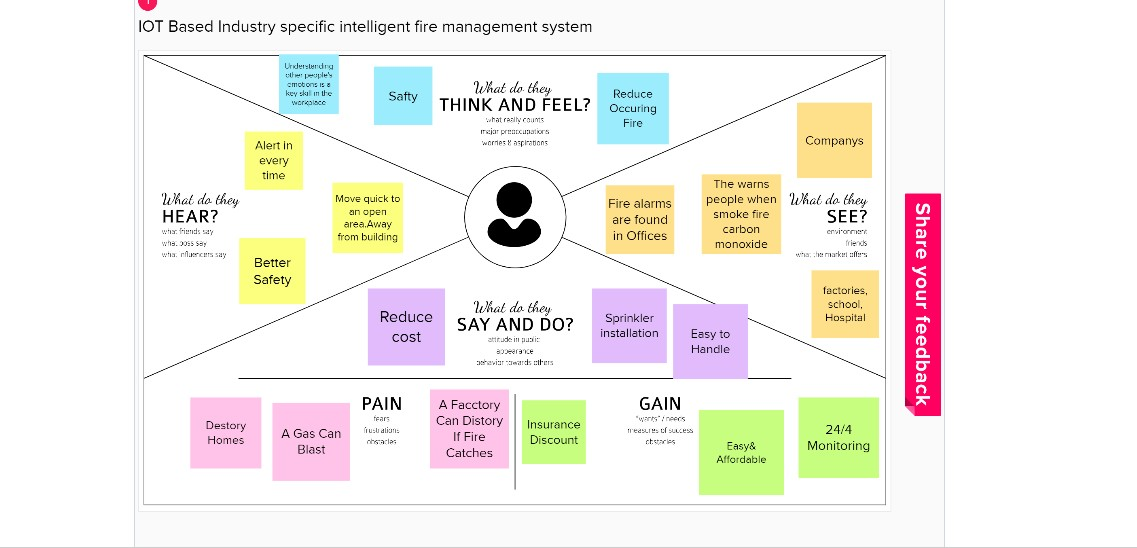 1
IOT Based Industry specific intelligent fire management system
Understanding
other people's
emotions is a
key skill in the
workplace
Safty
What do they
THINK AND FEEL?
what really counts
major preoccupations
worries & aspirations
Reduce
Occuring
Fire
Companys
Alert in
every
time
Move quick to
an open
area.Away
from building
What do they
HEAR?
what friends say
what boss say
what influencers say
Better
Safety
Fire alarms
are found
in Offices
The warns
people when
smoke fire
carbon
monoxide
What do they
SEE?
environment
friends
what the market offers
factories,
school,
Hospital
Reduce
cost
What do they
SAY AND DO?
attitude in public
appearance
behavior towards others
Sprinkler
installation
Easy to
Handle
Destory
Homes
A Gas Can
Blast
PAIN
fears
frustrations
obstacles
A Facctory
Can Distory
If Fire
Catches
Insurance
Discount
GAIN
"wants" / needs
measures of success
obstacles
Easy&
Affordable
24/4
Monitoring
Share your feedback